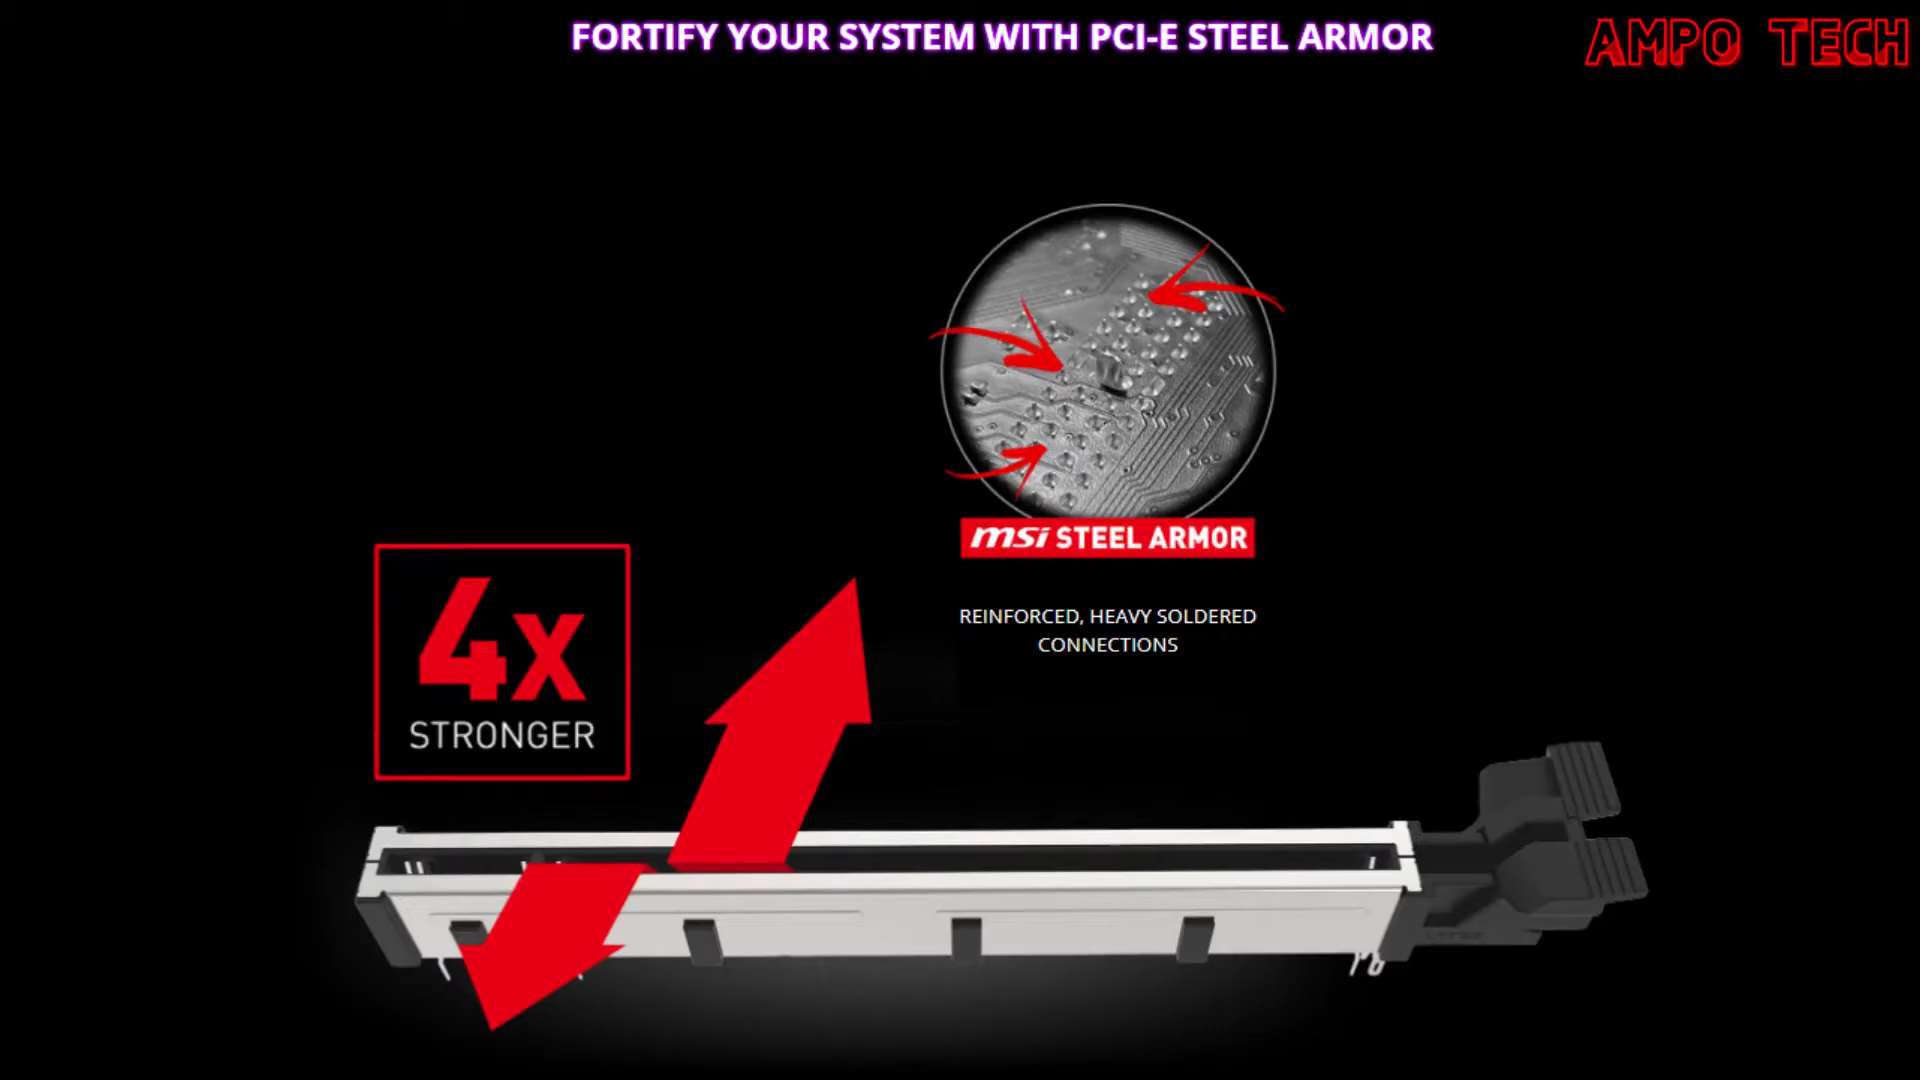 FORTIFY YOUR SYSTEM WITH PCI-E STEEL ARMOR
AMPO TECH
msi STEEL ARMOR
REINFORCED, HEAVY SOLDERED
CONNECTIONS
4x
STRONGER